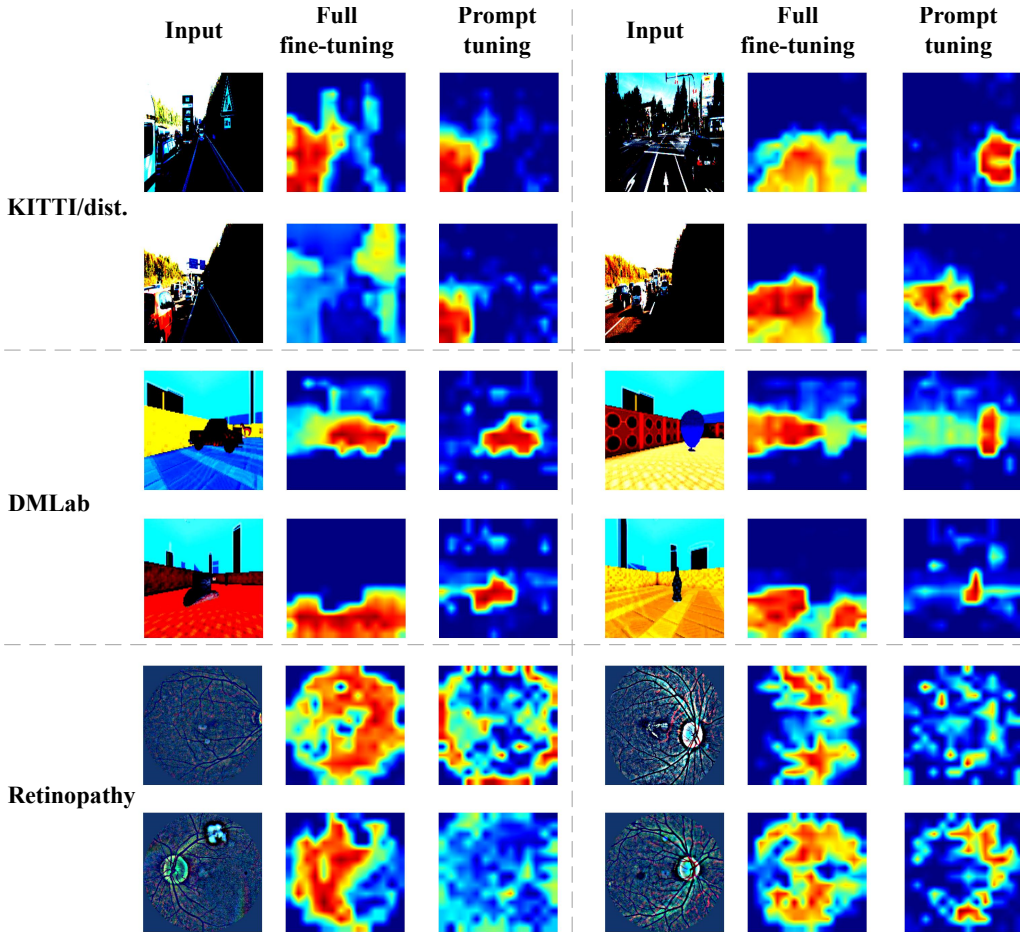 Input
Full
fine-tuning
Prompt
tuning
Input
Full
fine-tuning
Prompt
tuning
KITTI/dist.
DMLab
Retinopathy